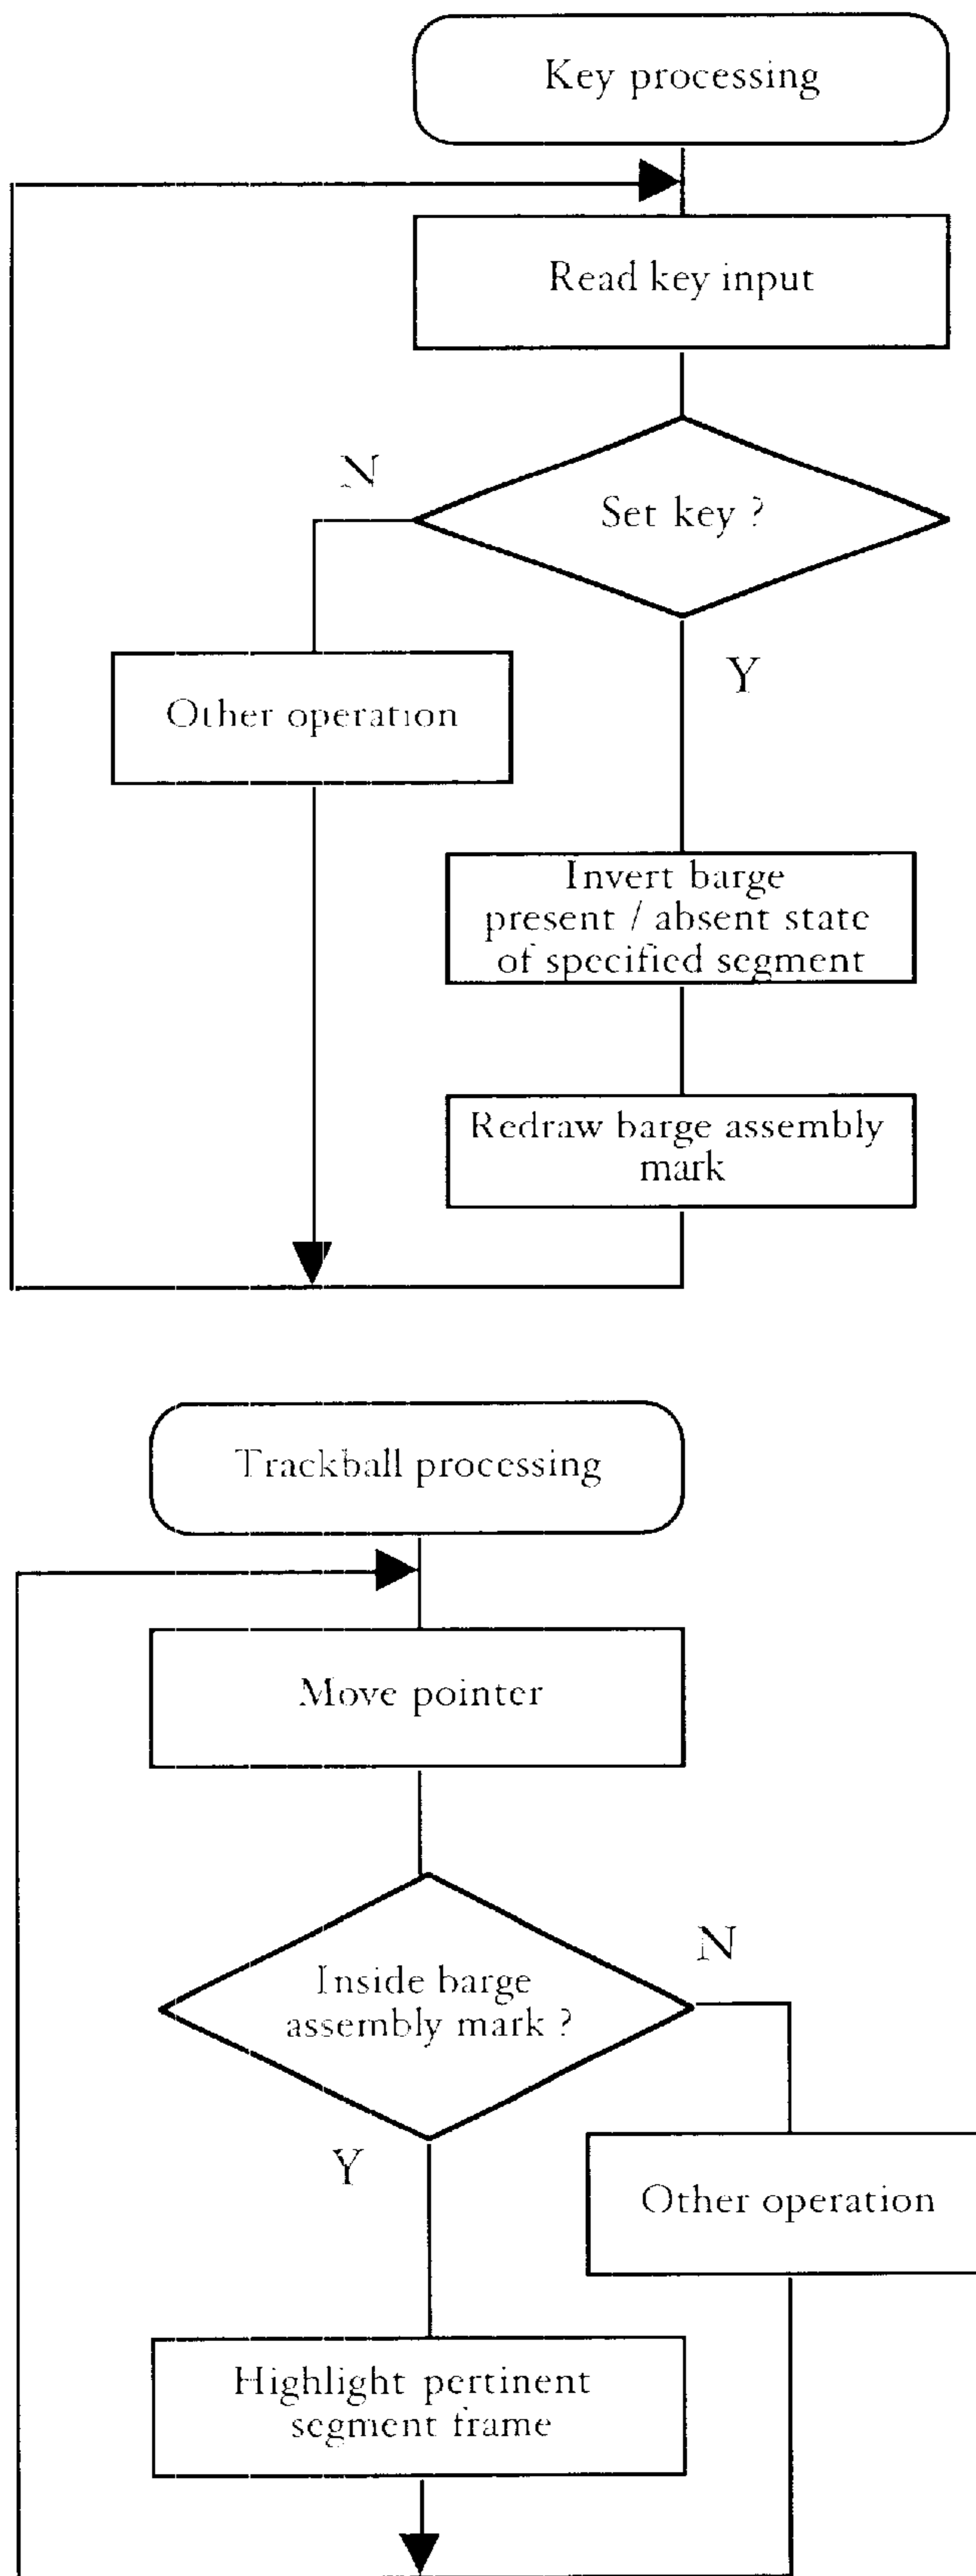 Key processing
Read key input
N
Set key ?
Y
Other operation
Invert barge
present / absent state
of specified segment
Redraw barge assembly
mark
Trackball processing
Move pointer
N
Inside barge
assembly mark ?
Y
Other operation
Highlight pertinent
segment frame